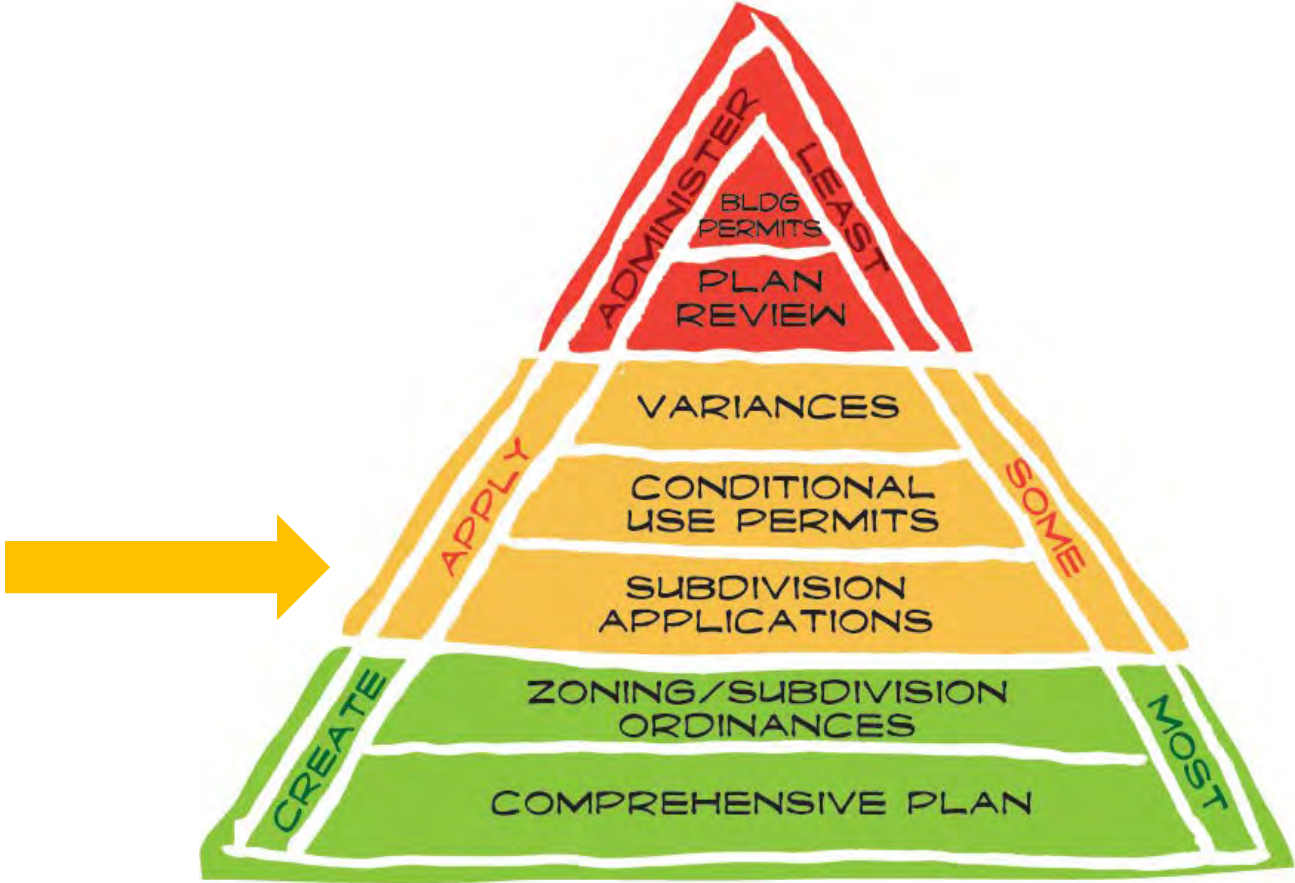 ADMINISTER
LEAST
BLDG
PERMITS
PLAN
REVIEW
APPLY
SOME
VARIANCES
CONDITIONAL
USE PERMITS
SUBDIVISION
APPLICATIONS
CREATE
MOST
ZONING/SUBDIVISION
ORDINANCES
COMPREHENSIVE PLAN